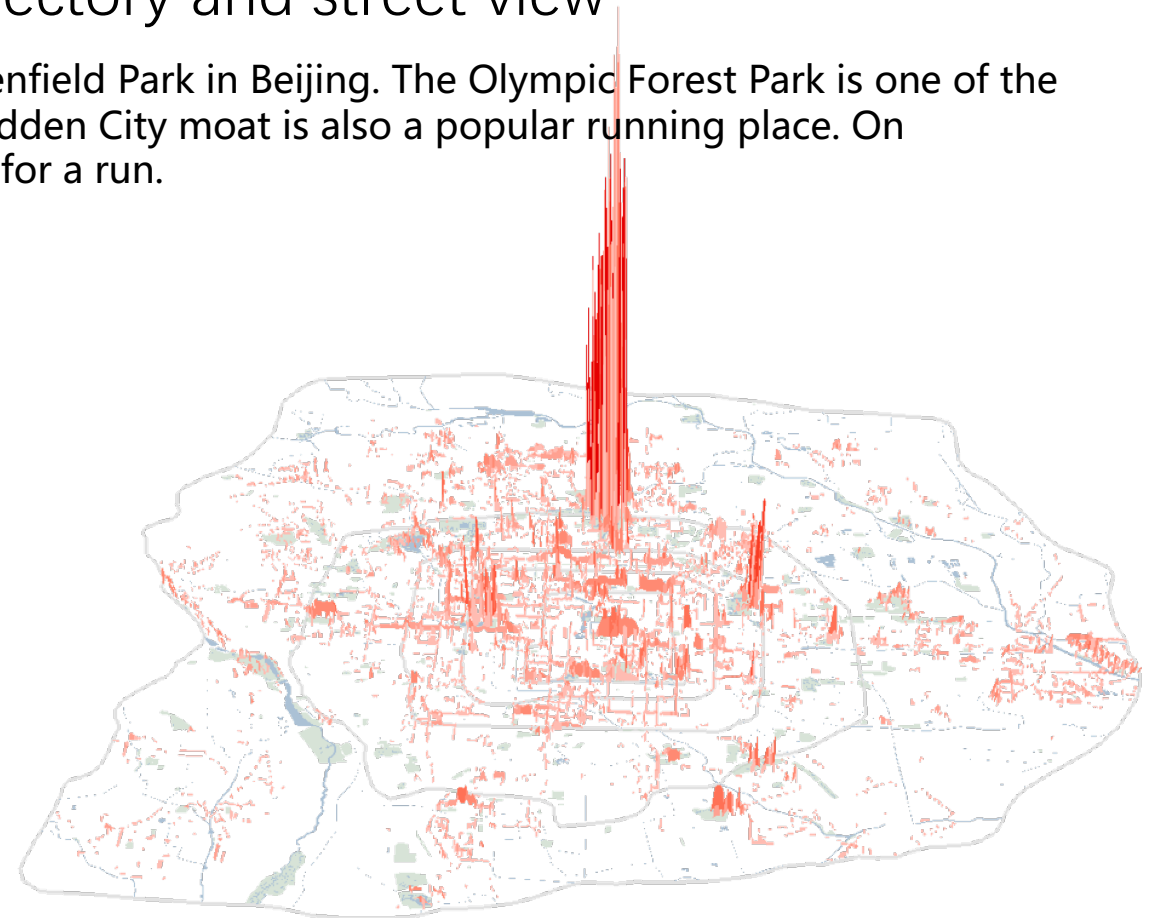 ectory and street view
enfield Park in Beijing. The Olympic Forest Park is one of the
dden City moat is also a popular running place. On
for a run.